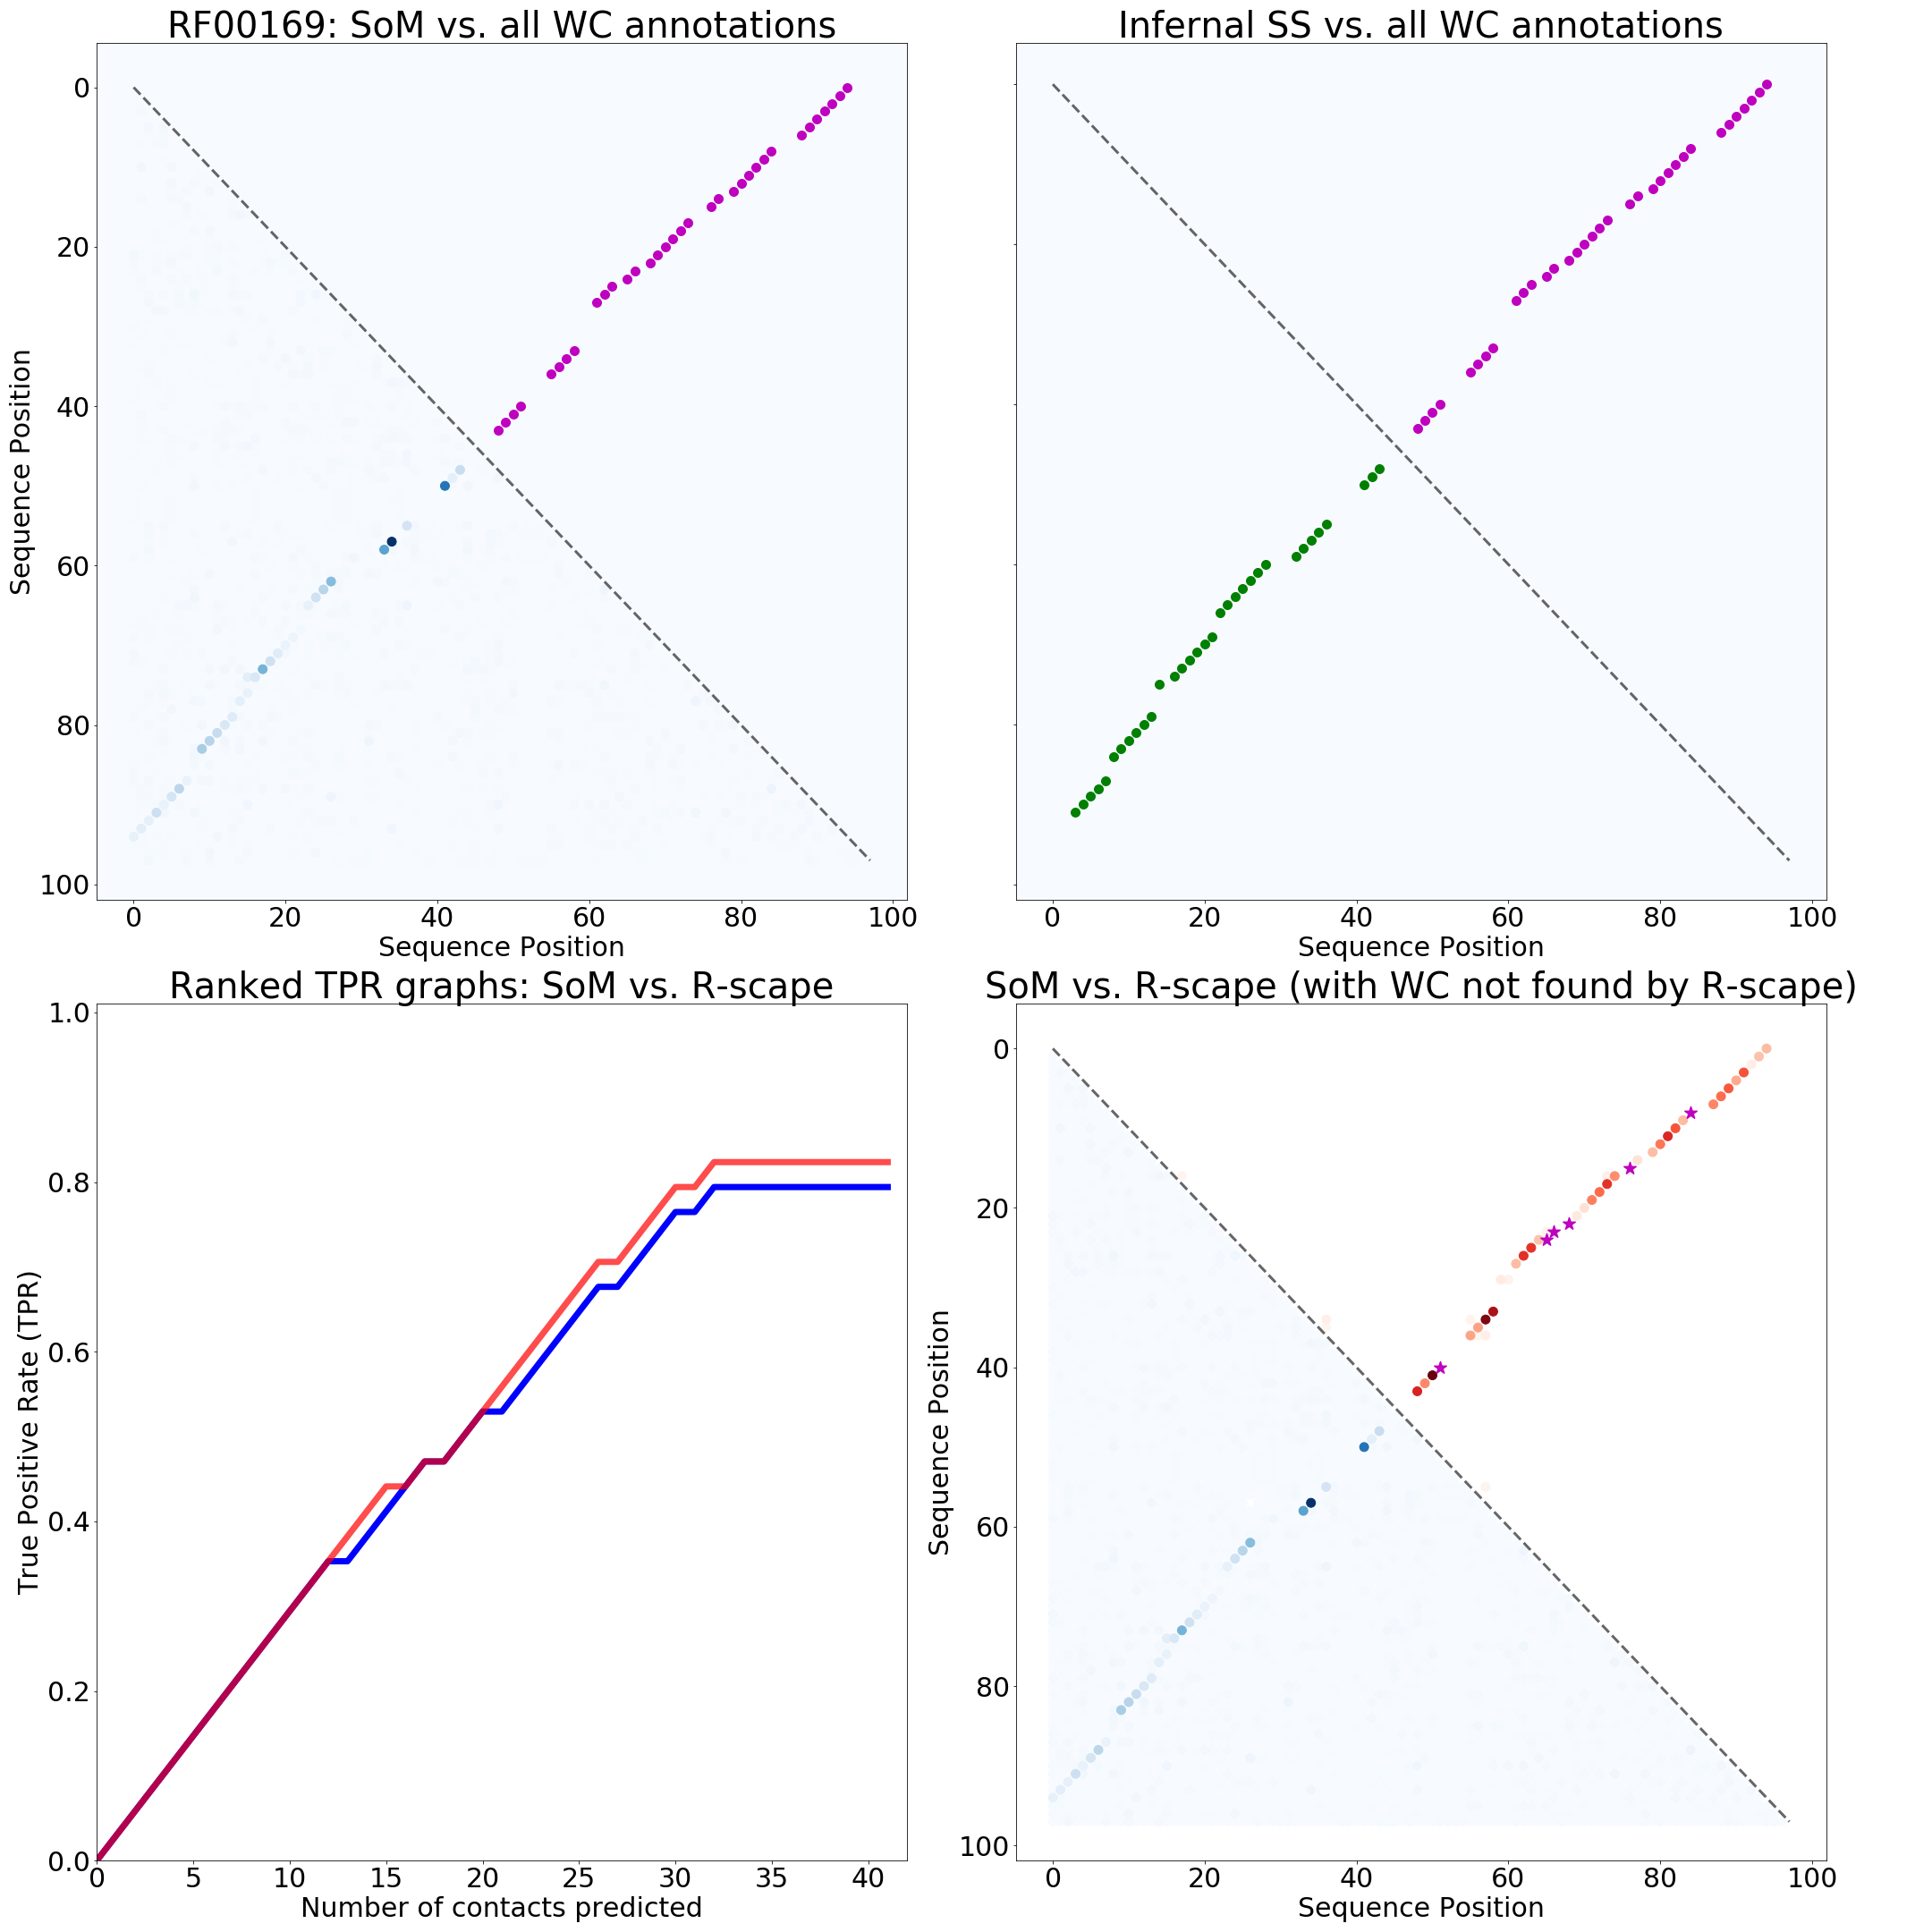 RF00169: SoM vs. all WC annotations
0
20
40
60
80
100
Sequence Position
0 20 40 60 80 100
Sequence Position
Infernal SS vs. all WC annotations
0 20 40 60 80 100
Sequence Position
Ranked TPR graphs: SoM vs. R-scape
1.0
0.8
0.6
0.4
0.2
0.0
True Positive Rate (TPR)
0 5 10 15 20 25 30 35 40
Number of contacts predicted
SoM vs. R-scape (with WC not found by R-scape)
0
20
40
60
80
100
Sequence Position
0 20 40 60 80 100
Sequence Position